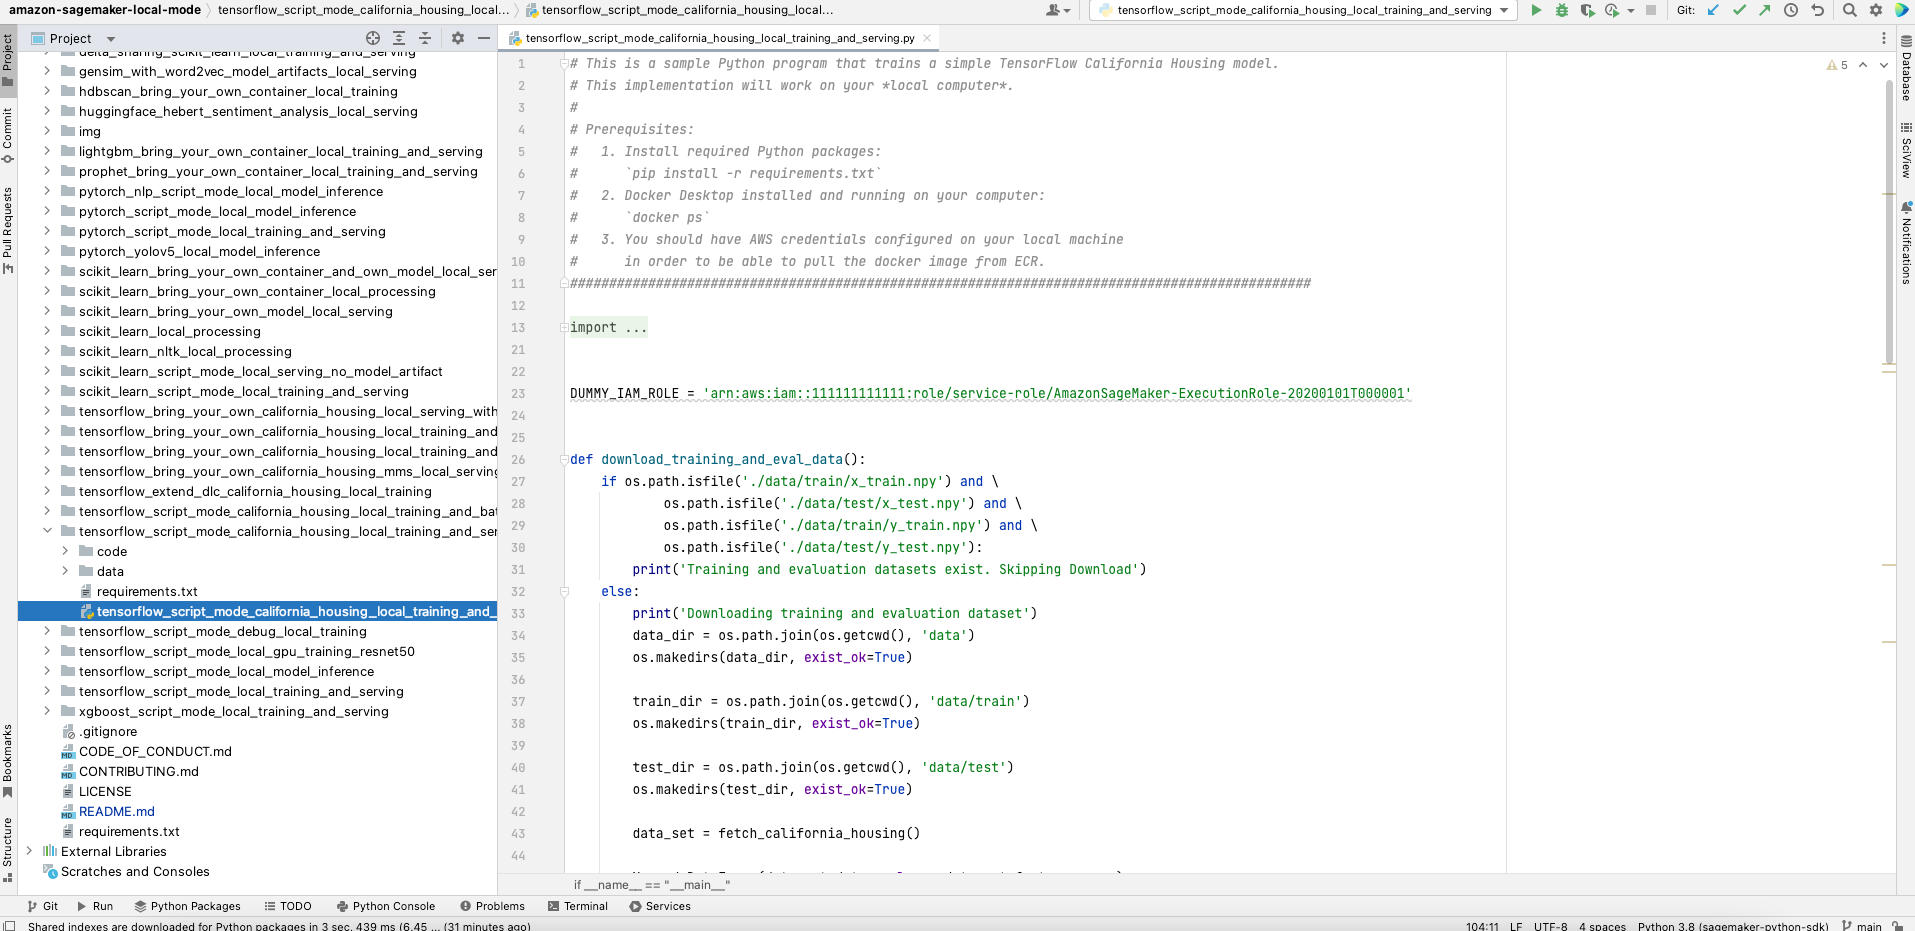 amazon-sagemaker-local-mode
tensorflow_script_mode_california_housing_local...
tensorflow_script_mode_california_housing_local...
tensorflow_script_mode_california_housing_local_training_and_serving
Git:
Project
delta_sharing_scikit_learn_local_training_and_serving
gensim_with_word2vec_model_artifacts_local_serving
hdbscan_bring_your_own_container_local_training
huggingface_hebert_sentiment_analysis_local_serving
img
lightgbm_bring_your_own_container_local_training_and_serving
prophet_bring_your_own_container_local_training_and_serving
pytorch_nlp_script_mode_local_model_inference
pytorch_script_mode_local_model_inference
pytorch_script_mode_local_training_and_serving
pytorch_yolov5_local_model_inference
scikit_learn_bring_your_own_container_and_own_model_local_ser
scikit_learn_bring_your_own_container_local_processing
scikit_learn_bring_your_own_model_local_serving
scikit_learn_local_processing
scikit_learn_nltk_local_processing
scikit_learn_script_mode_local_serving_no_model_artifact
scikit_learn_script_mode_local_training_and_serving
tensorflow_bring_your_own_california_housing_local_serving_with
tensorflow_bring_your_own_california_housing_local_training_and
tensorflow_bring_your_own_california_housing_local_training_and
tensorflow_bring_your_own_california_housing_mms_local_serving
tensorflow_extend_dlc_california_housing_local_training
tensorflow_script_mode_california_housing_local_training_and_bat
tensorflow_script_mode_california_housing_local_training_and_ser
code
data
requirements.txt
tensorflow_script_mode_california_housing_local_training_and_
tensorflow_script_mode_debug_local_training
tensorflow_script_mode_local_gpu_training_resnet50
tensorflow_script_mode_local_model_inference
tensorflow_script_mode_local_training_and_serving
xgboost_script_mode_local_training_and_serving
.gitignore
CODE_OF_CONDUCT.md
CONTRIBUTING.md
LICENSE
README.md
requirements.txt
External Libraries
Scratches and Consoles
Project
Commit
Pull Requests
Bookmarks
Structure
tensorflow_script_mode_california_housing_local_training_and_serving.py
5
1 # This is a sample Python program that trains a simple TensorFlow California Housing model.
2 # This implementation will work on your *local computer*.
3 #
4 # Prerequisites:
5 #   1. Install required Python packages:
6 #      `pip install -r requirements.txt`
7 #   2. Docker Desktop installed and running on your computer:
8 #      `docker ps`
9 #   3. You should have AWS credentials configured on your local machine
10 #      in order to be able to pull the docker image from ECR.
11 ###############################################################################################
12
13 import ...
21
22
23 DUMMY_IAM_ROLE = 'arn:aws:iam::111111111111:role/service-role/AmazonSageMaker-ExecutionRole-20200101T000001'
24
25
26 def download_training_and_eval_data():
27     if os.path.isfile('./data/train/x_train.npy') and \
28             os.path.isfile('./data/test/x_test.npy') and \
29             os.path.isfile('./data/train/y_train.npy') and \
30             os.path.isfile('./data/test/y_test.npy'):
31         print('Training and evaluation datasets exist. Skipping Download')
32     else:
33         print('Downloading training and evaluation dataset')
34         data_dir = os.path.join(os.getcwd(), 'data')
35         os.makedirs(data_dir, exist_ok=True)
36
37         train_dir = os.path.join(os.getcwd(), 'data/train')
38         os.makedirs(train_dir, exist_ok=True)
39
40         test_dir = os.path.join(os.getcwd(), 'data/test')
41         os.makedirs(test_dir, exist_ok=True)
42
43         data_set = fetch_california_housing()
44
if __name__ == "__main__"
Database
SciView
Notifications
Git
Run
Python Packages
TODO
Python Console
Problems
Terminal
Services
Shared indexes are downloaded for Python packages in 3 sec, 439 ms (6.45 ... (31 minutes ago)
104:11 LF UTF-8 4 spaces Python 3.8 (sagemaker-python-sdk) main